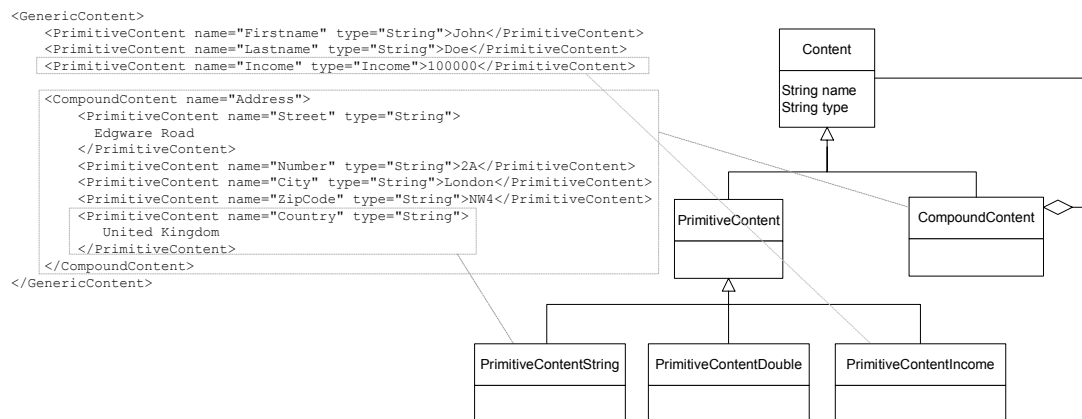 <GenericContent>
<PrimitiveContent name="Firstname" type="String">John</PrimitiveContent>
<PrimitiveContent name="Lastname" type="String">Doe</PrimitiveContent>
<PrimitiveContent name="Income" type="Income">100000</PrimitiveContent>
<CompoundContent name="Address">
<PrimitiveContent name="Street" type="String">
Edgware Road
</PrimitiveContent>
<PrimitiveContent name="Number" type="String">2A</PrimitiveContent>
<PrimitiveContent name="City" type="String">London</PrimitiveContent>
<PrimitiveContent name="ZipCode" type="String">NW4</PrimitiveContent>
<PrimitiveContent name="Country" type="String">
United Kingdom
</PrimitiveContent>
</CompoundContent>
</GenericContent>
Content
String name
String type
PrimitiveContent
CompoundContent
PrimitiveContentString
PrimitiveContentDouble
PrimitiveContentIncome